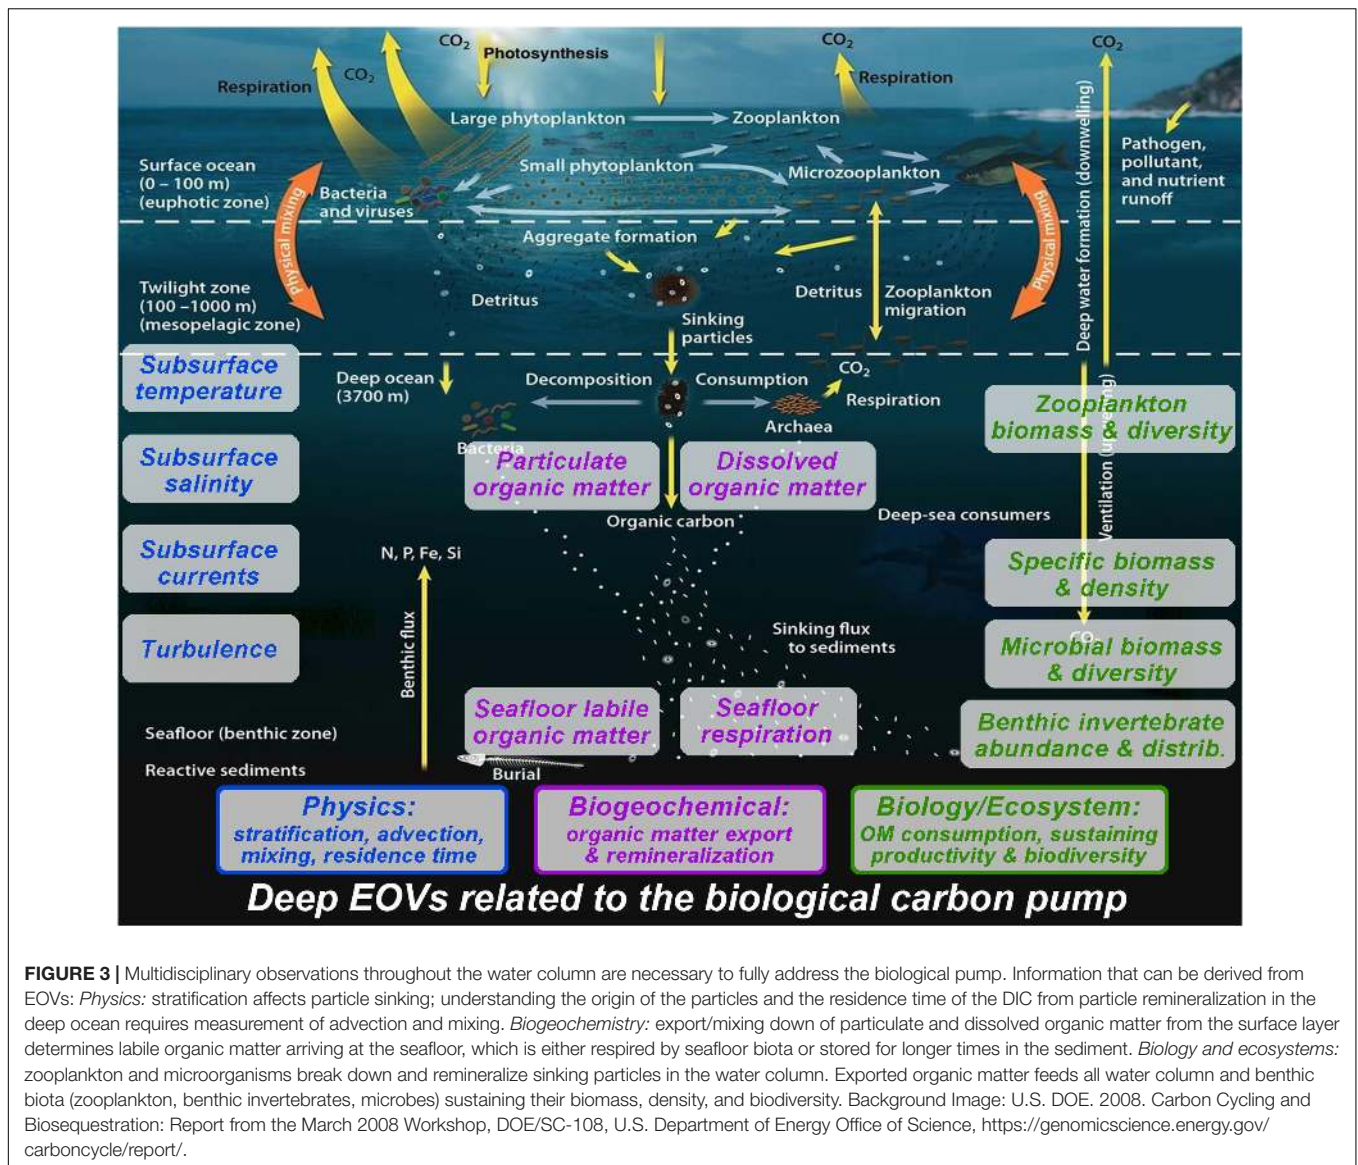 CO₂
Photosynthesis
CO₂
CO₂
CO₂
Respiration
Respiration
Large phytoplankton
Zooplankton
Small phytoplankton
Microzooplankton
Pathogen,
pollutant,
and nutrient
runoff
Surface ocean
(0 – 100 m)
(euphotic zone)
Bacteria
and viruses
Physical mixing
Physical mixing
Deep water formation (downwelling)
Aggregate formation
Twilight zone
(100 –1000 m)
(mesopelagic zone)
Detritus
Detritus
Zooplankton
migration
Sinking
particles
Subsurface
temperature
Deep ocean
(3700 m)
Decomposition
Consumption
CO₂
Respiration
Bacteria
Archaea
Zooplankton
biomass & diversity
Ventilation
Subsurface
salinity
Particulate
organic matter
Dissolved
organic matter
Organic carbon
Deep-sea consumers
Subsurface
currents
N, P, Fe, Si
Specific biomass
& density
Turbulence
Benthic flux
Sinking flux
to sediments
CO₂
Microbial biomass
& diversity
Seafloor labile
organic matter
Seafloor
respiration
Benthic invertebrate
abundance & distrib.
Seafloor (benthic zone)
Reactive sediments
Burial
Physics:
stratification, advection,
mixing, residence time
Biogeochemical:
organic matter export
& remineralization
Biology/Ecosystem:
OM consumption, sustaining
productivity & biodiversity
Deep EOVs related to the biological carbon pump
FIGURE 3 | Multidisciplinary observations throughout the water column are necessary to fully address the biological pump. Information that can be derived from
EOVs: Physics: stratification affects particle sinking; understanding the origin of the particles and the residence time of the DIC from particle remineralization in the
deep ocean requires measurement of advection and mixing. Biogeochemistry: export/mixing down of particulate and dissolved organic matter from the surface layer
determines labile organic matter arriving at the seafloor, which is either respired by seafloor biota or stored for longer times in the sediment. Biology and ecosystems:
zooplankton and microorganisms break down and remineralize sinking particles in the water column. Exported organic matter feeds all water column and benthic
biota (zooplankton, benthic invertebrates, microbes) sustaining their biomass, density, and biodiversity. Background Image: U.S. DOE. 2008. Carbon Cycling and
Biosequestration: Report from the March 2008 Workshop, DOE/SC-108, U.S. Department of Energy Office of Science, https://genomicscience.energy.gov/
carboncycle/report/.